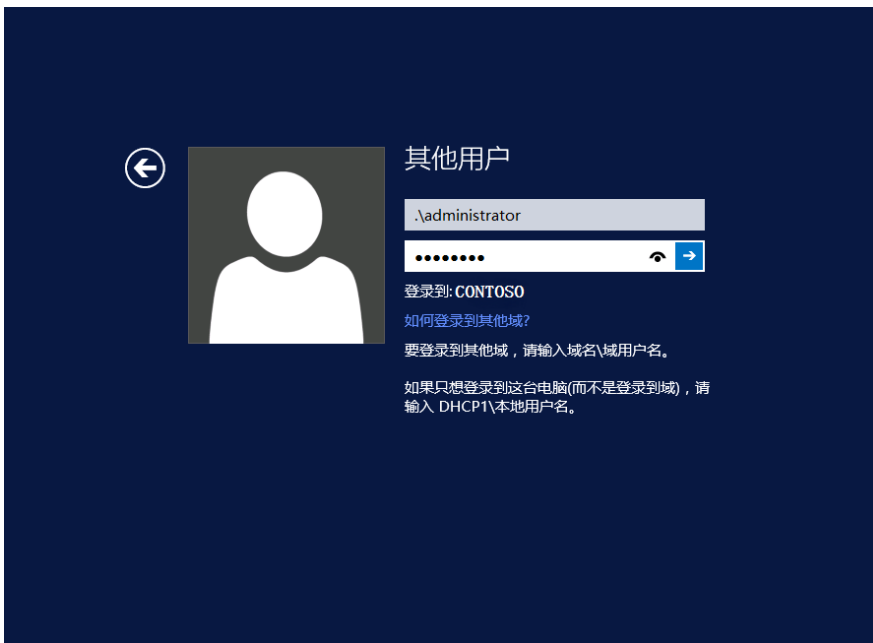 其他用户
.\administrator
••••••••
登录到: CONTOSO
如何登录到其他域?
要登录到其他域，请输入域名\域用户名。
如果只想登录到这台电脑(而不是登录到域)，请
输入 DHCP1\本地用户名。